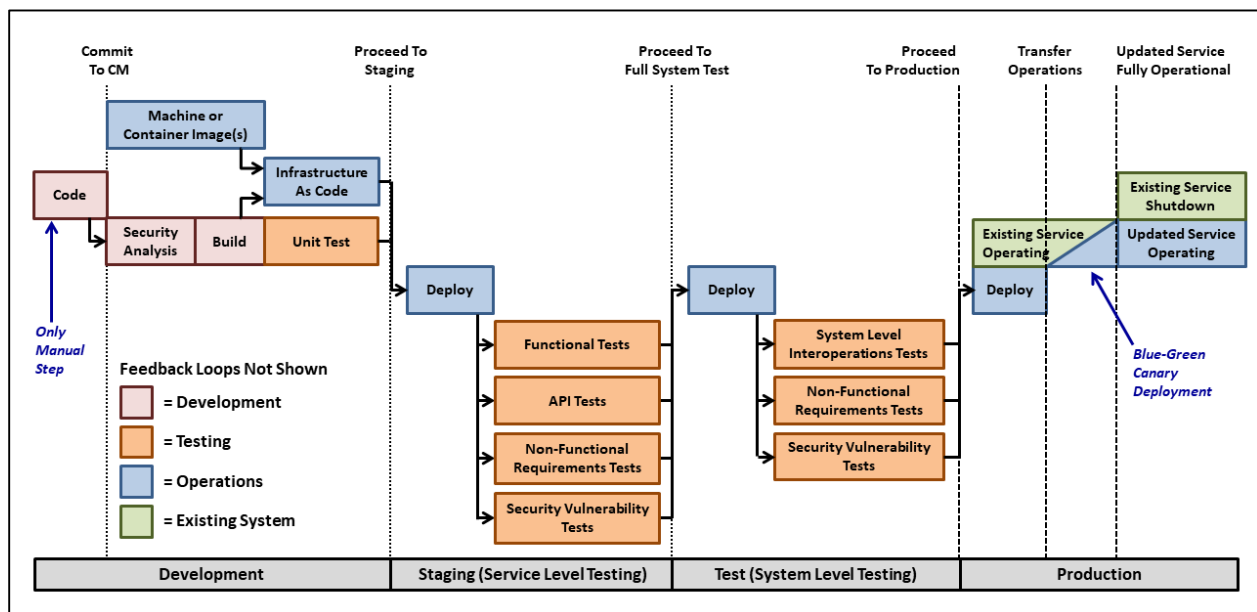 Commit
To CM
Proceed To
Staging
Proceed To
Full System Test
Proceed
To Production
Transfer
Operations
Updated Service
Fully Operational
Machine or
Container Image(s)
Infrastructure
As Code
Code
Security
Analysis
Build
Unit Test
Existing Service
Shutdown
Existing Service
Operating
Updated Service
Operating
Deploy
Deploy
Deploy
Only
Manual
Step
Functional Tests
API Tests
Non-Functional
Requirements Tests
Security Vulnerability
Tests
System Level
Interoperations Tests
Non-Functional
Requirements Tests
Security Vulnerability
Tests
Blue-Green
Canary
Deployment
Feedback Loops Not Shown
= Development
= Testing
= Operations
= Existing System
Development
Staging (Service Level Testing)
Test (System Level Testing)
Production